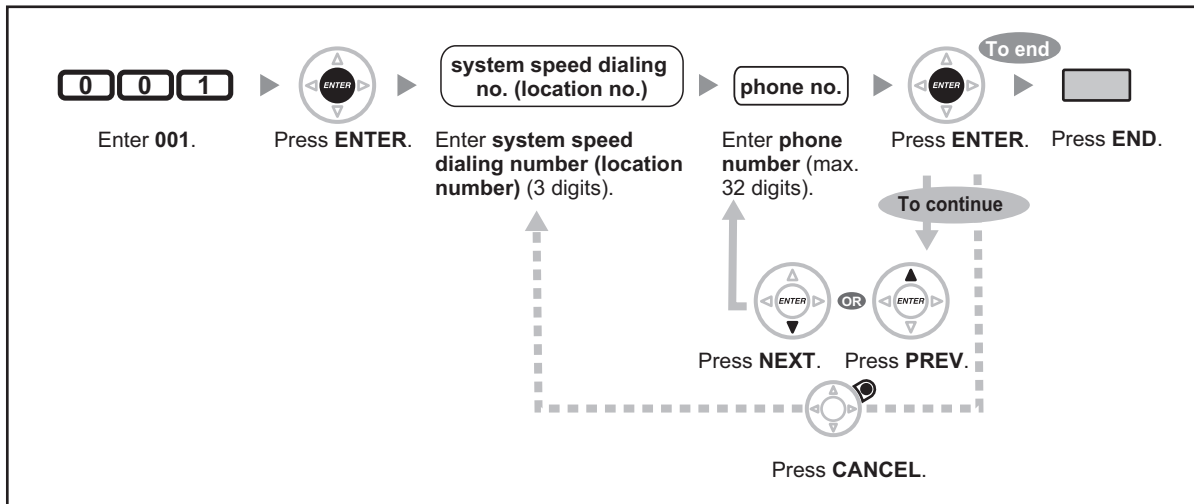 To end
0 0 1
ENTER
system speed dialing
no. (location no.)
phone no.
ENTER
Enter 001.
Press ENTER.
Enter system speed
dialing number (location
number) (3 digits).
Enter phone
number (max.
32 digits).
Press ENTER.
Press END.
To continue
ENTER
OR
ENTER
Press NEXT.
Press PREV.
Press CANCEL.